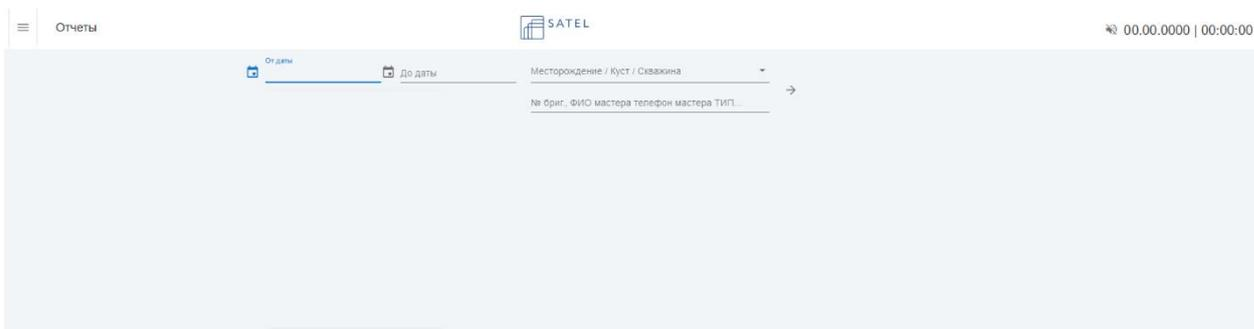 Отчеты
SATEL
00.00.0000 | 00:00:00
От даты
До даты
Месторождение / Куст / Скважина
№ бриг., ФИО мастера телефон мастера ТИП...